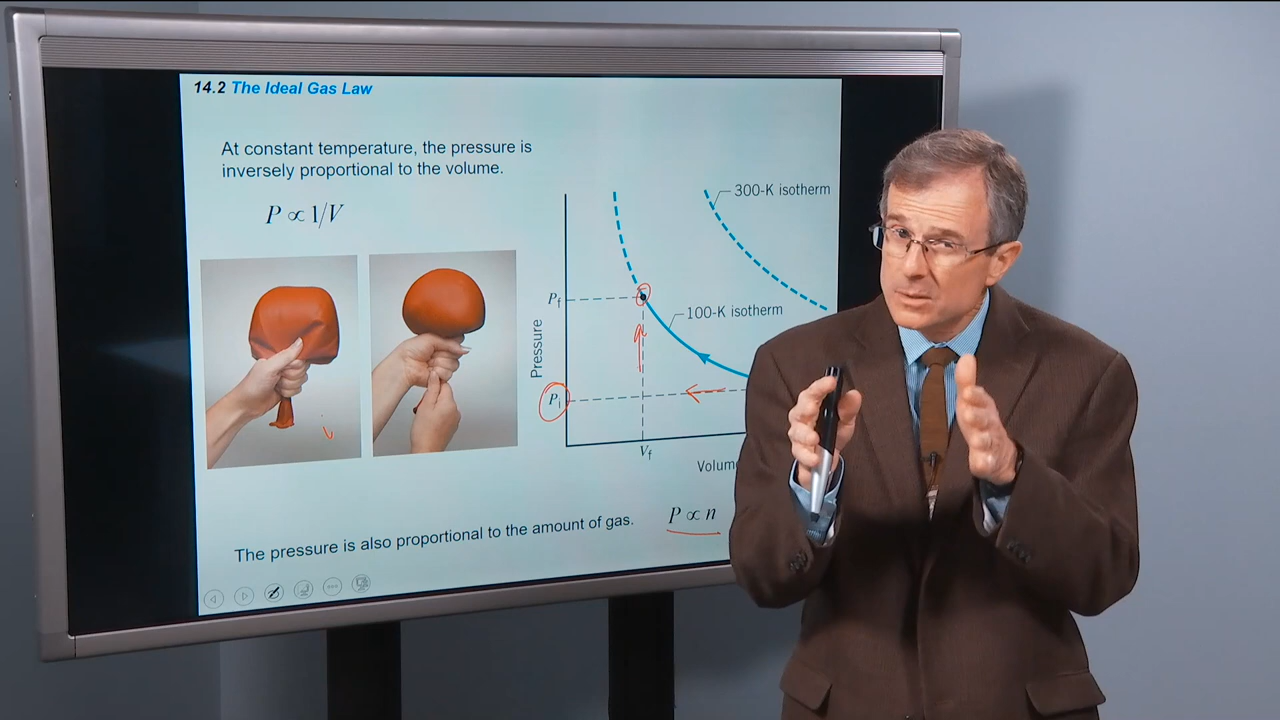 14.2 The Ideal Gas Law
At constant temperature, the pressure is
inversely proportional to the volume.
P ∝ 1/V
300-K isotherm
Pf
100-K isotherm
Pressure
Pi
Vf
Volum
The pressure is also proportional to the amount of gas.
P ∝ n